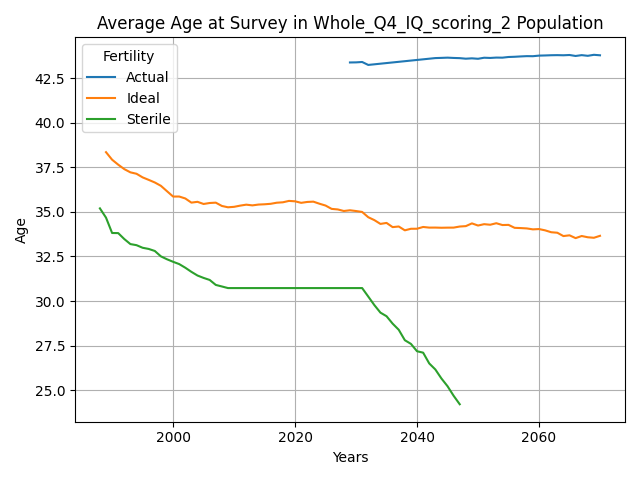 Average Age at Survey in Whole_Q4_IQ_scoring_2 Population
Fertility
Actual
Ideal
Sterile
42.5
40.0
37.5
35.0
32.5
30.0
27.5
25.0
Age
2000
2020
2040
2060
Years